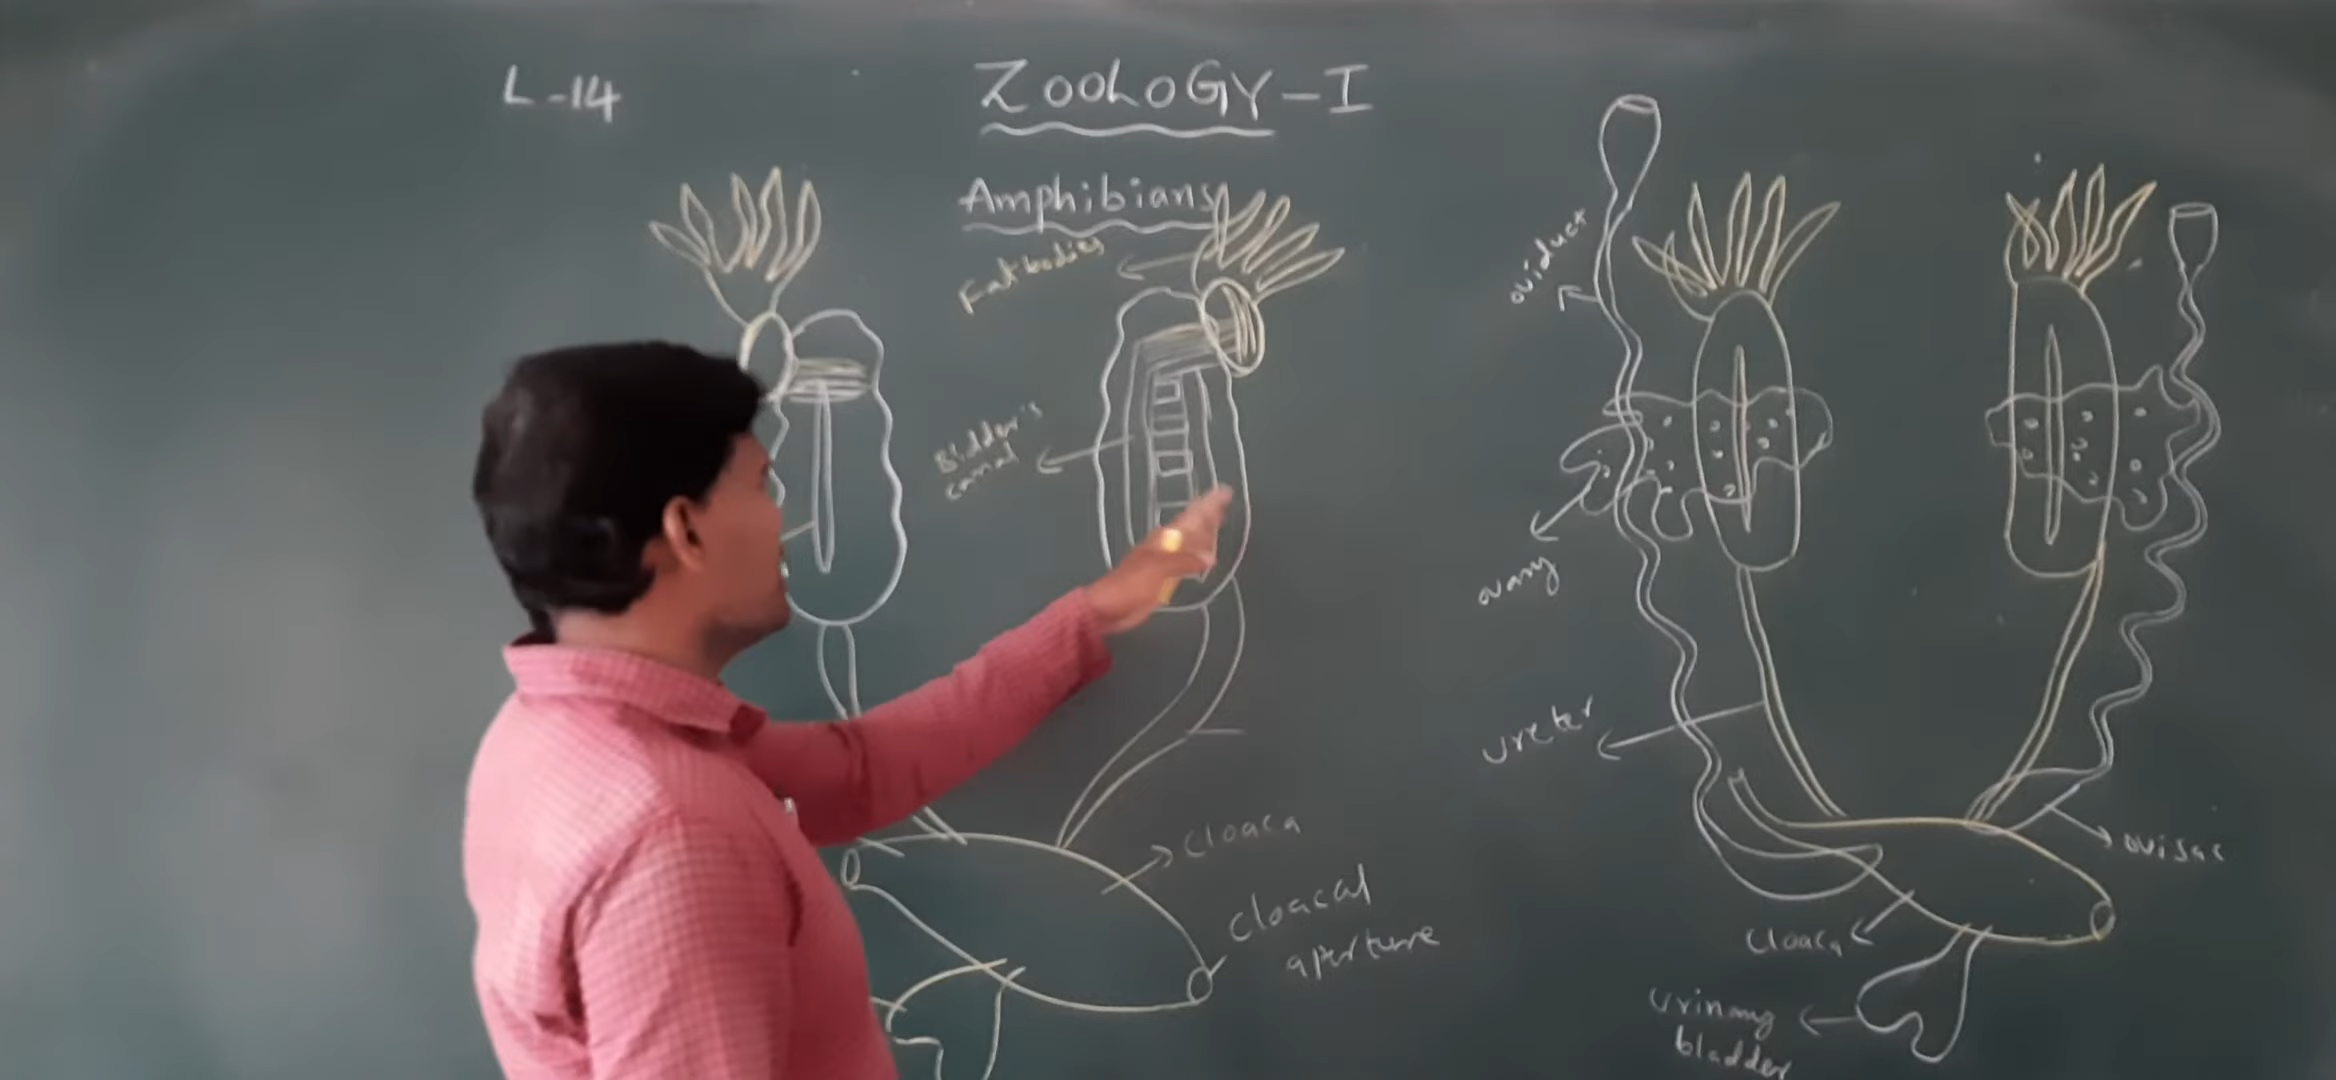 L-14
ZOOLOGY-I
Amphibians
Fat bodies
Bidder's
canal
cloaca
cloacal
aperture
oviduct
ovary
ureter
ovisac
cloaca
urinary
bladder